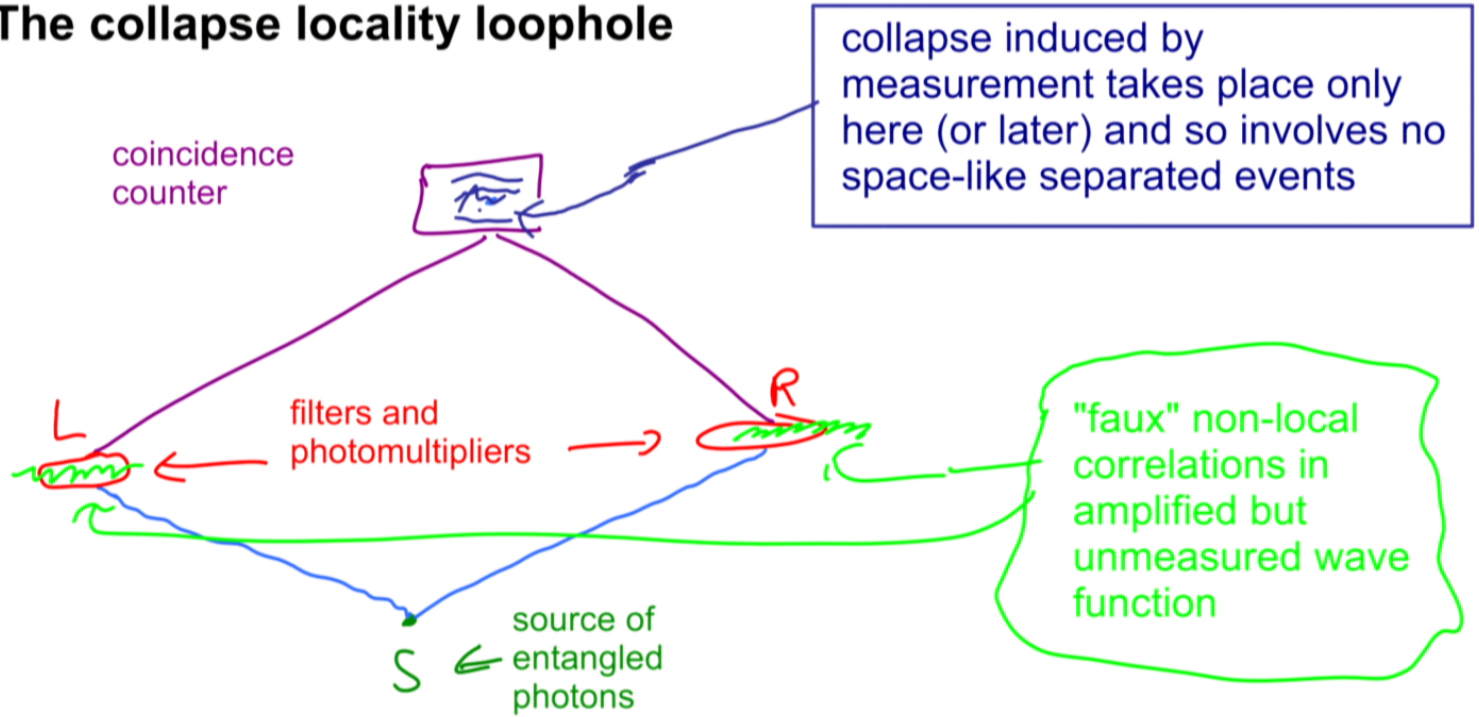 The collapse locality loophole
collapse induced by
measurement takes place only
here (or later) and so involves no
space-like separated events
coincidence
counter
L
filters and
photomultipliers
R
"faux" non-local
correlations in
amplified but
unmeasured wave
function
S
source of
entangled
photons